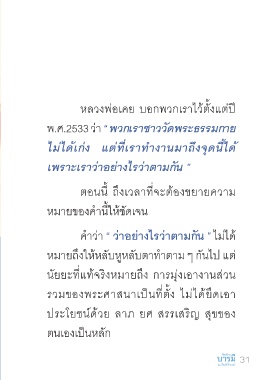 หลวงพ่อเคย บอกพวกเราไว้ตั้งแต่ปี
พ.ศ.2533 ว่า “ พวกเราชาววัดพระธรรมกาย
ไม่ได้เก่ง แต่ที่เราทำงานมาถึงจุดนี้ได้
เพราะเราว่าอย่างไรว่าตามกัน ”
ตอนนี้ ถึงเวลาที่จะต้องขยายความ
หมายของคำนี้ให้ชัดเจน
คำว่า “ ว่าอย่างไรว่าตามกัน ” ไม่ได้
หมายถึงให้หลับหูหลับตาทำตาม ๆ กันไป แต่
นัยยะที่แท้จริงหมายถึง การมุ่งเอางานส่วน
รวมของพระศาสนาเป็นที่ตั้ง ไม่ได้ยึดเอา
ประโยชน์ด้วย ลาภ ยศ สรรเสริญ สุขของ
ตนเองเป็นหลัก
บารมี 31